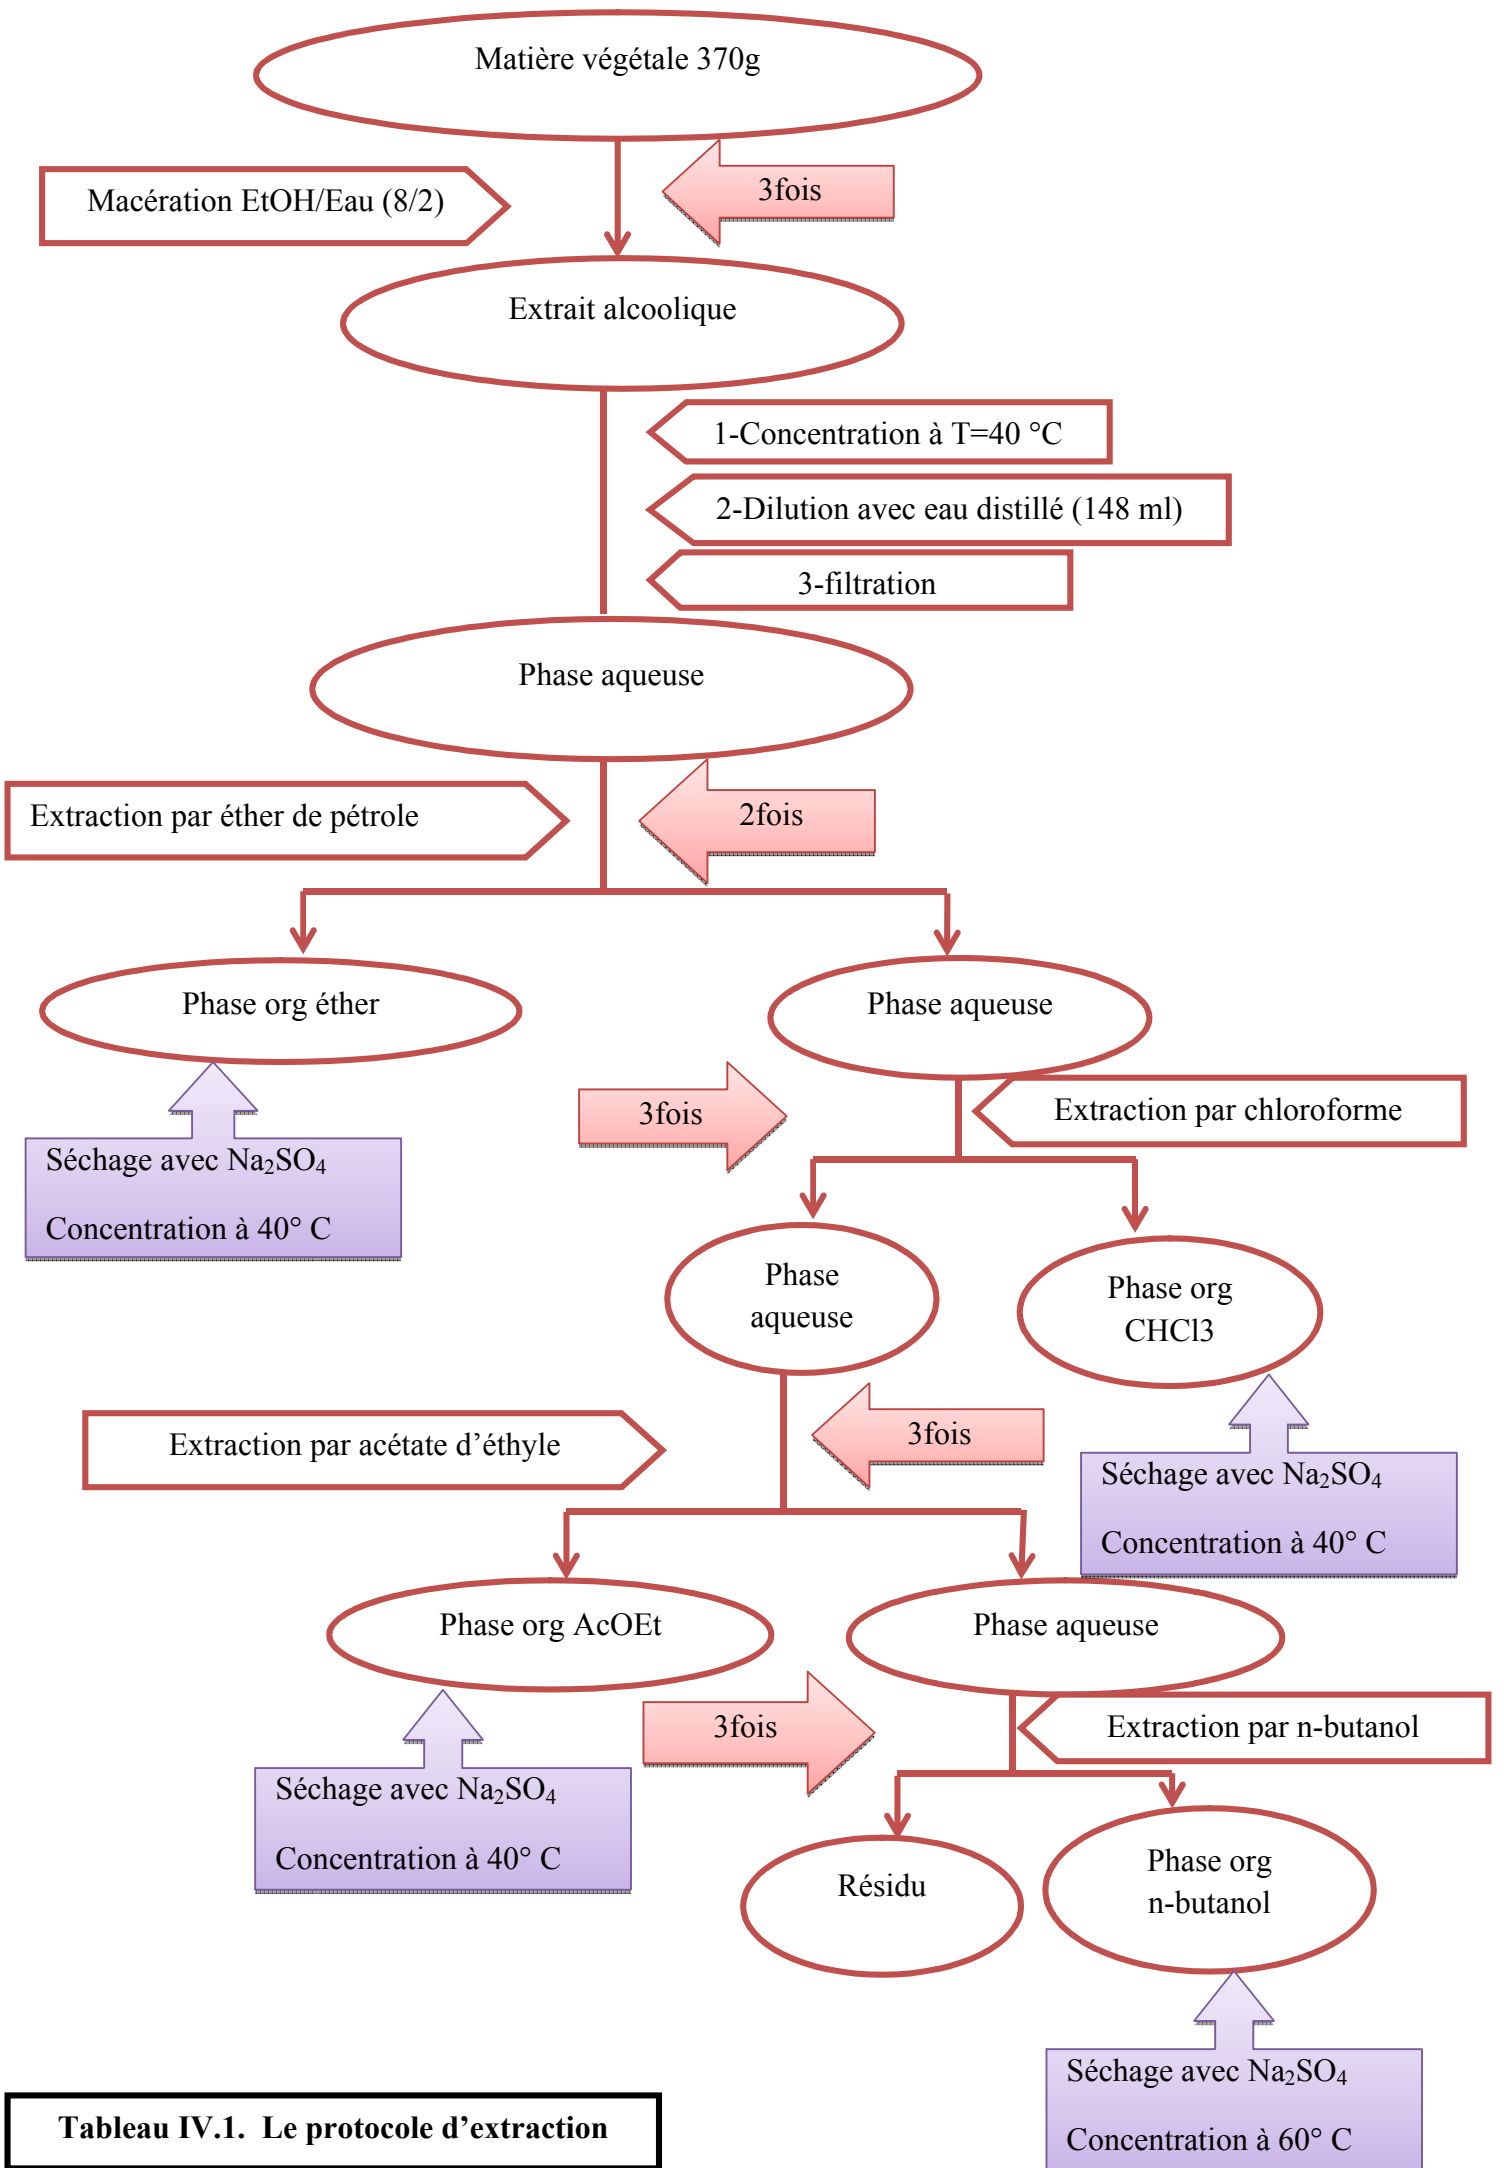 Matière végétale 370g
Macération EtOH/Eau (8/2)
3fois
Extrait alcoolique
1-Concentration à T=40 °C
2-Dilution avec eau distillé (148 ml)
3-filtration
Phase aqueuse
Extraction par éther de pétrole
2fois
Phase org éther
Phase aqueuse
3fois
Extraction par chloroforme
Séchage avec Na₂SO₄
Concentration à 40° C
Phase
aqueuse
Phase org
CHCl3
Extraction par acétate d’éthyle
3fois
Séchage avec Na₂SO₄
Concentration à 40° C
Phase org AcOEt
Phase aqueuse
3fois
Extraction par n-butanol
Séchage avec Na₂SO₄
Concentration à 40° C
Résidu
Phase org
n-butanol
Séchage avec Na₂SO₄
Concentration à 60° C
Tableau IV.1. Le protocole d’extraction